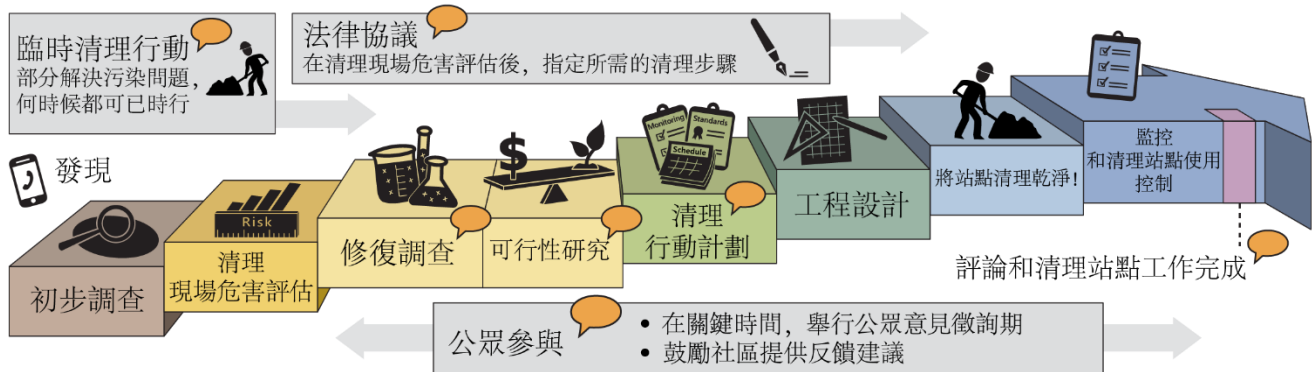 臨時清理行動
部分解決污染問題，
何時候都可已時行
法律協議
在清理現場危害評估後，指定所需的清理步驟
發現
初步調查
Risk
清理
現場危害評估
修復調查
$
可行性研究
Monitoring
Standards
Schedule
清理
行動計劃
工程設計
將站點清理乾淨！
監控
和清理站點使用
控制
評論和清理站點工作完成
公眾參與
• 在關鍵時間，舉行公眾意見徵詢期
• 鼓勵社區提供反饋建議